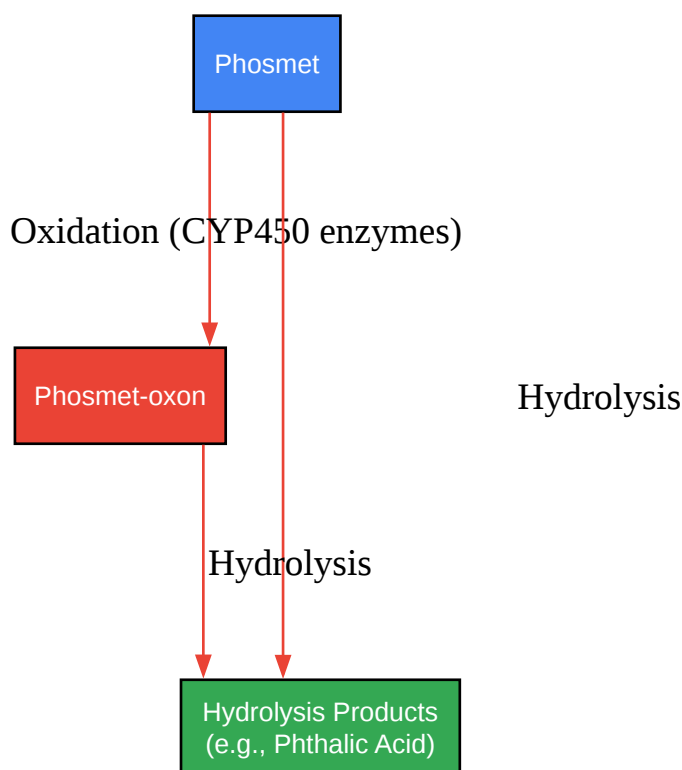 Phosmet
Oxidation (CYP450 enzymes)
Phosmet-oxon
Hydrolysis
Hydrolysis
Hydrolysis Products
(e.g., Phthalic Acid)